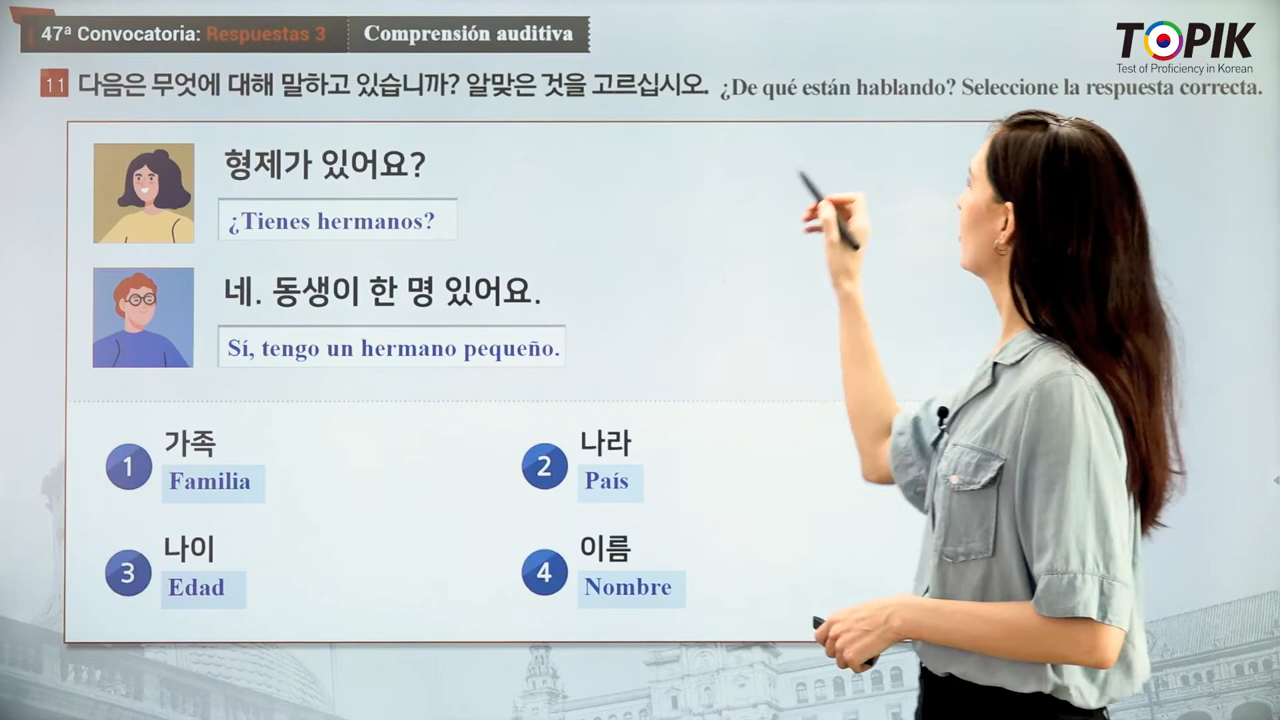 47ª Convocatoria: Respuestas 3 Comprensión auditiva
TOPIK
Test of Proficiency in Korean
11 다음은 무엇에 대해 말하고 있습니까? 알맞은 것을 고르십시오. ¿De qué están hablando? Seleccione la respuesta correcta.
형제가 있어요?
¿Tienes hermanos?
네. 동생이 한 명 있어요.
Sí, tengo un hermano pequeño.
1 가족
Familia
2 나라
País
3 나이
Edad
4 이름
Nombre